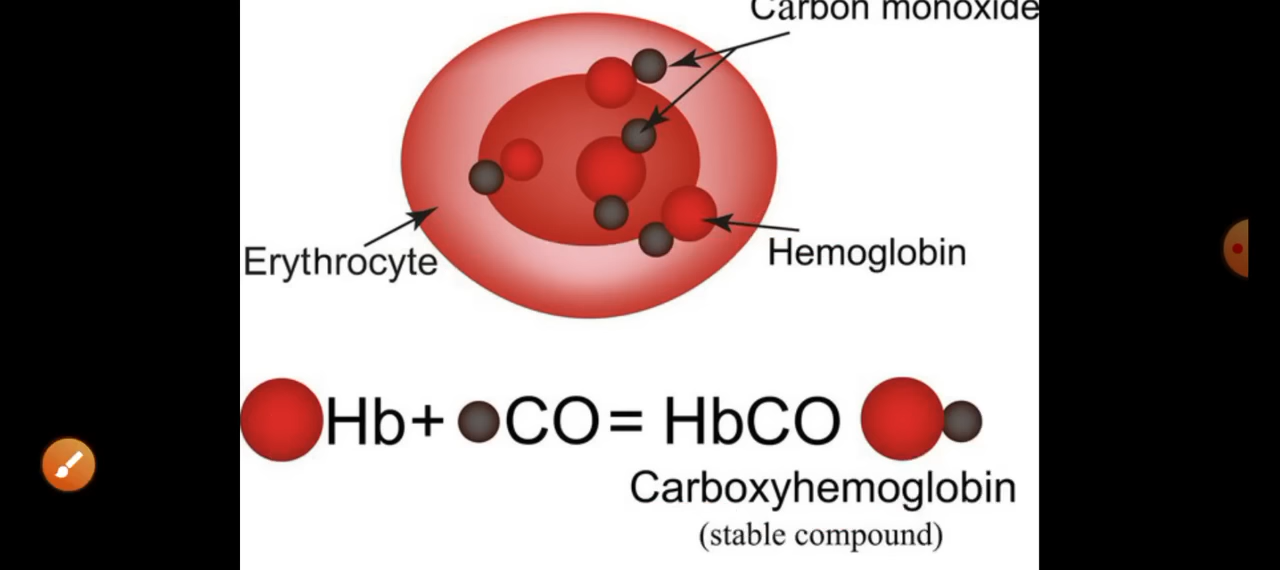 Carbon monoxide
Erythrocyte
Hemoglobin
Hb+ CO= HbCO
Carboxyhemoglobin
(stable compound)